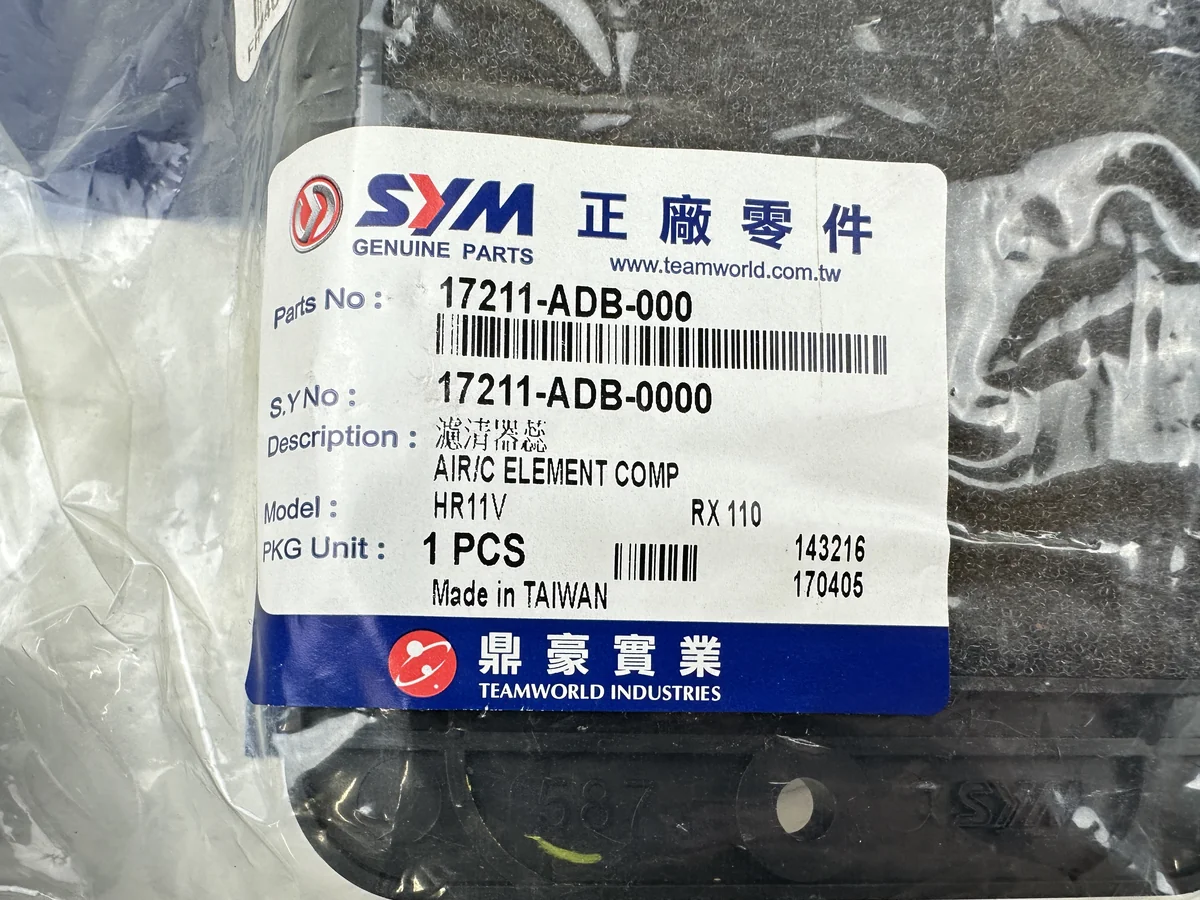 SYM 正廠零件
GENUINE PARTS www.teamworld.com.tw
Parts No : 17211-ADB-000
S.Y No : 17211-ADB-0000
Description : 濾清器蕊
AIR/C ELEMENT COMP
Model : HR11V RX 110
PKG Unit : 1 PCS 143216
Made in TAIWAN 170405
鼎豪實業
TEAMWORLD INDUSTRIES
587 SYM